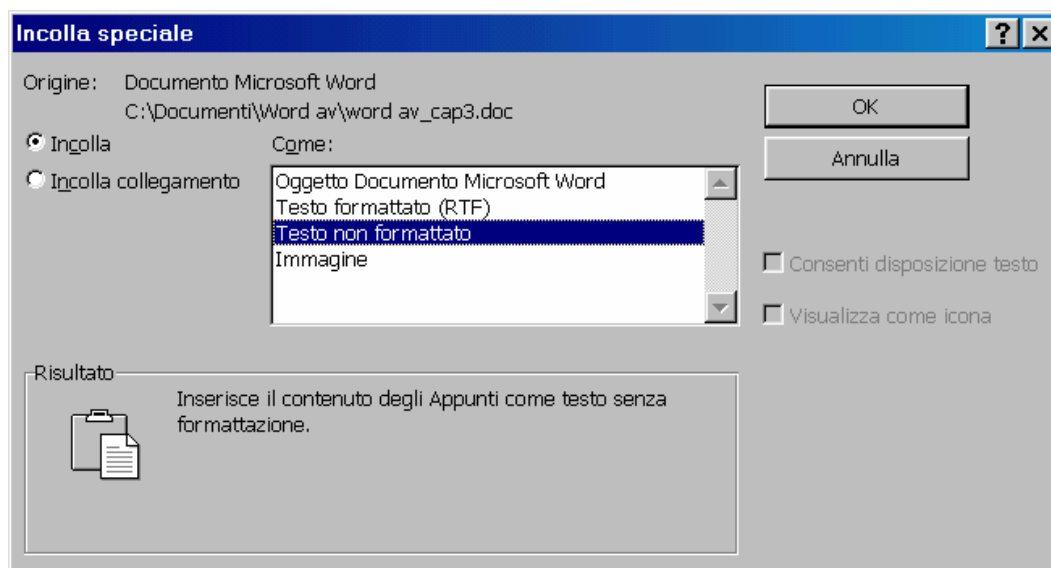 Incolla speciale
Origine: Documento Microsoft Word
C:\Documenti\Word av\word av_cap3.doc
OK
Incolla
Come:
Annulla
Incolla collegamento
Oggetto Documento Microsoft Word
Testo formattato (RTF)
Testo non formattato
Immagine
Consenti disposizione testo
Visualizza come icona
Risultato
Inserisce il contenuto degli Appunti come testo senza
formattazione.